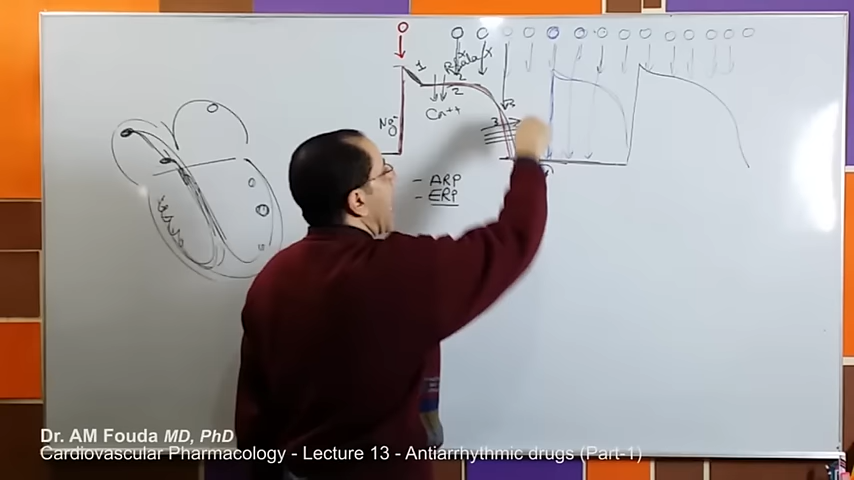 1
2
2
Ca++
3
- ARP
- ERP
Dr. AM Fouda MD, PhD
Cardiovascular Pharmacology - Lecture 13 - Antiarrhythmic drugs (Part-1)